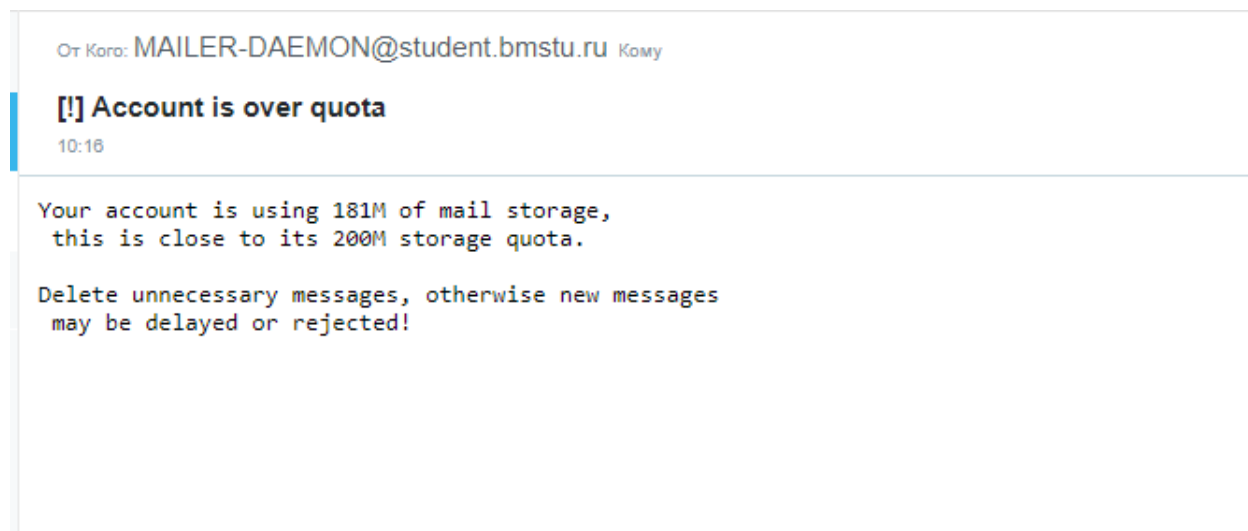 От Кого: MAILER-DAEMON@student.bmstu.ru Кому
[!] Account is over quota
10:16
Your account is using 181M of mail storage,
this is close to its 200M storage quota.
Delete unnecessary messages, otherwise new messages
may be delayed or rejected!